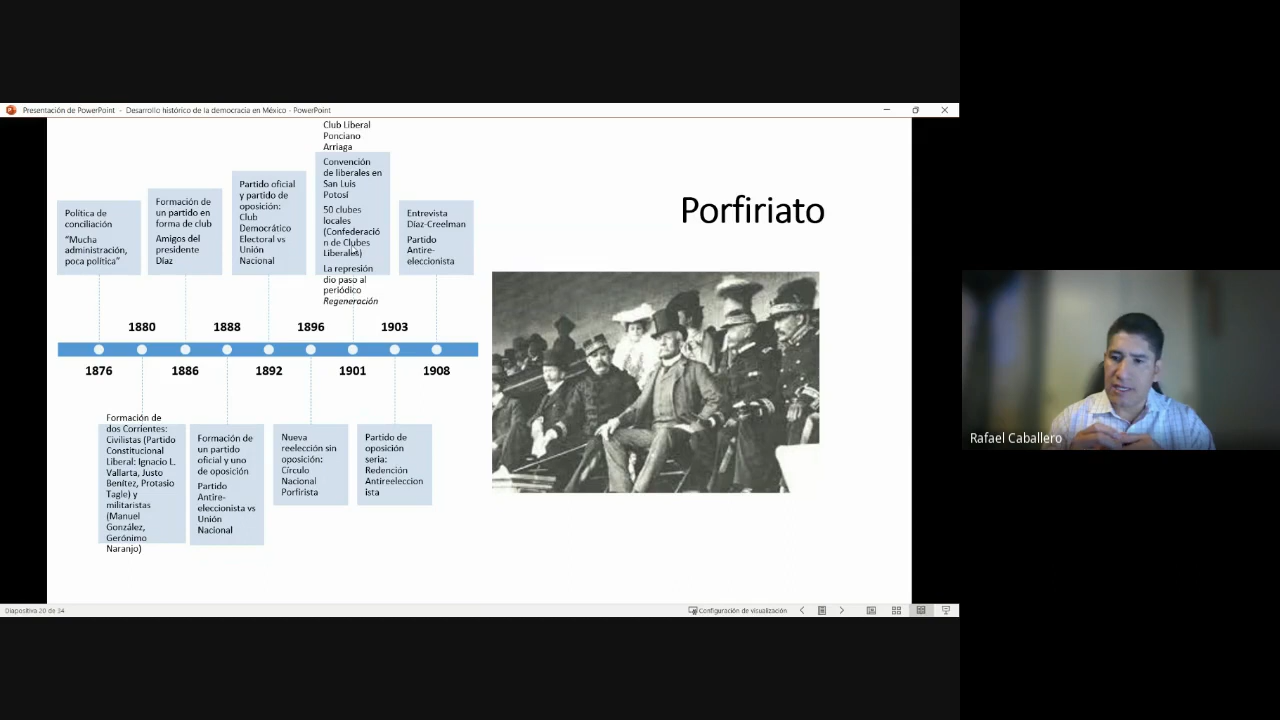 Presentación de PowerPoint - Desarrollo histórico de la democracia en México - PowerPoint
Club Liberal
Ponciano
Arriaga
Convención
de liberales en
San Luis
Potosí
50 clubes
locales
(Confederació
n de Clubes
Liberales)
La represión
dio paso al
periódico
Regeneración
Política de
conciliación
“Mucha
administración,
poca política”
Formación de
un partido en
forma de club
Amigos del
presidente
Díaz
Partido oficial
y partido de
oposición:
Club
Democrático
Electoral vs
Unión
Nacional
Entrevista
Díaz-Creelman
Partido
Antire-
eleccionista
Porfiriato
1880
1888
1896
1903
1876
1886
1892
1901
1908
Formación de
dos Corrientes:
Civilistas (Partido
Constitucional
Liberal: Ignacio L.
Vallarta, Justo
Benítez, Protasio
Tagle) y
militaristas
(Manuel
González,
Gerónimo
Naranjo)
Formación de
un partido
oficial y uno
de oposición
Partido
Antire-
eleccionista vs
Unión
Nacional
Nueva
reelección sin
oposición:
Círculo
Nacional
Porfirista
Partido de
oposición
seria:
Redención
Antireeleccion
ista
Rafael Caballero
Diapositiva 20 de 34
Configuración de visualización